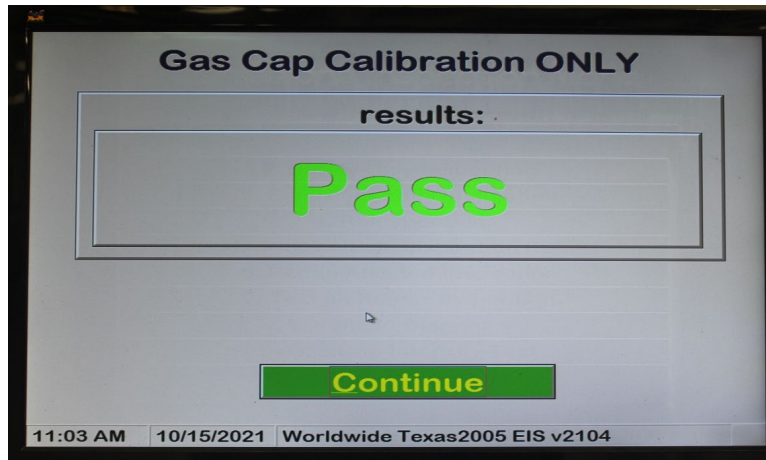 Gas Cap Calibration ONLY
results:
Pass
Continue
11:03 AM 10/15/2021 Worldwide Texas2005 EIS v2104